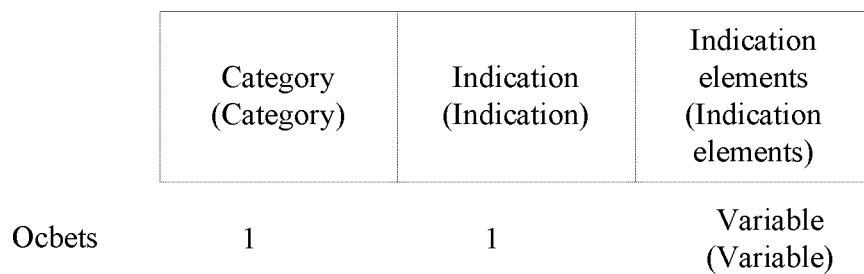 Category
(Category)
Indication
(Indication)
Indication
elements
(Indication
elements)
Ocbets
1
1
Variable
(Variable)